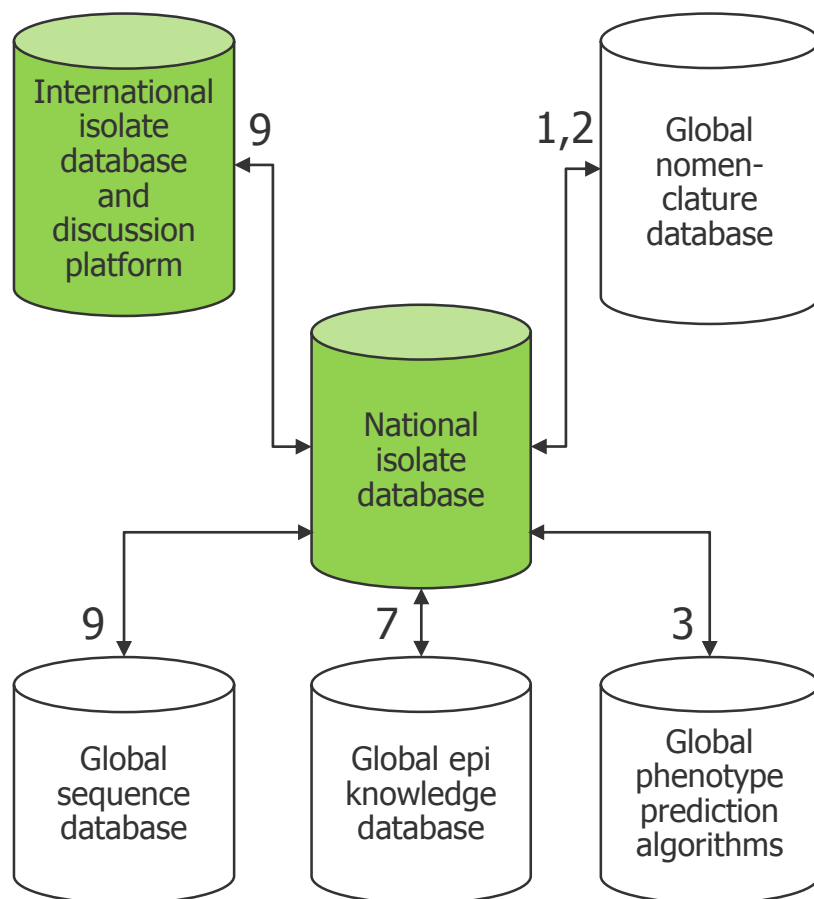 International
isolate
database
and
discussion
platform
9
1,2
Global
nomen-
clature
database
National
isolate
database
9
7
3
Global
sequence
database
Global epi
knowledge
database
Global
phenotype
prediction
algorithms